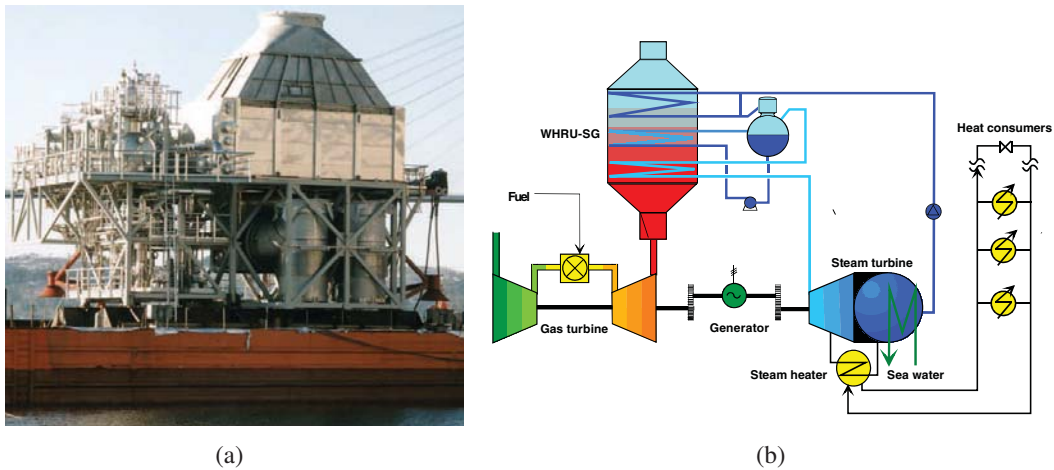 WHRU-SG
Heat consumers
Fuel
Steam turbine
Gas turbine
Generator
Steam heater
Sea water
(a)
(b)